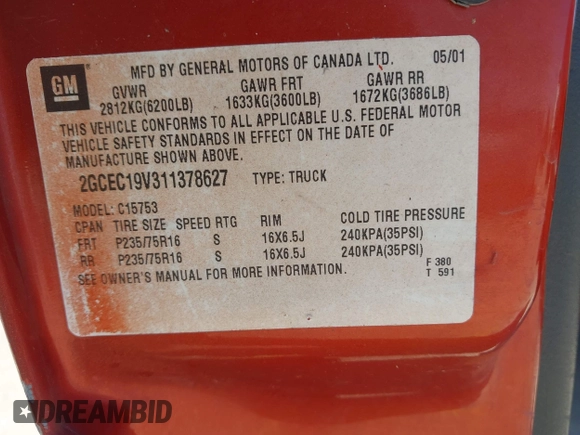 GM
MFD BY GENERAL MOTORS OF CANADA LTD. 05/01
GVWR GAWR FRT GAWR RR
2812KG(6200LB) 1633KG(3600LB) 1672KG(3686LB)
THIS VEHICLE CONFORMS TO ALL APPLICABLE U.S. FEDERAL MOTOR
VEHICLE SAFETY STANDARDS IN EFFECT ON THE DATE OF
MANUFACTURE SHOWN ABOVE.
2GCEC19V311378627 TYPE: TRUCK
MODEL: C15753
CPAN TIRE SIZE SPEED RTG RIM COLD TIRE PRESSURE
FRT P235/75R16 S 16X6.5J 240KPA(35PSI)
RR P235/75R16 S 16X6.5J 240KPA(35PSI)
SEE OWNER'S MANUAL FOR MORE INFORMATION.
F 380
T 591
DREAMBID